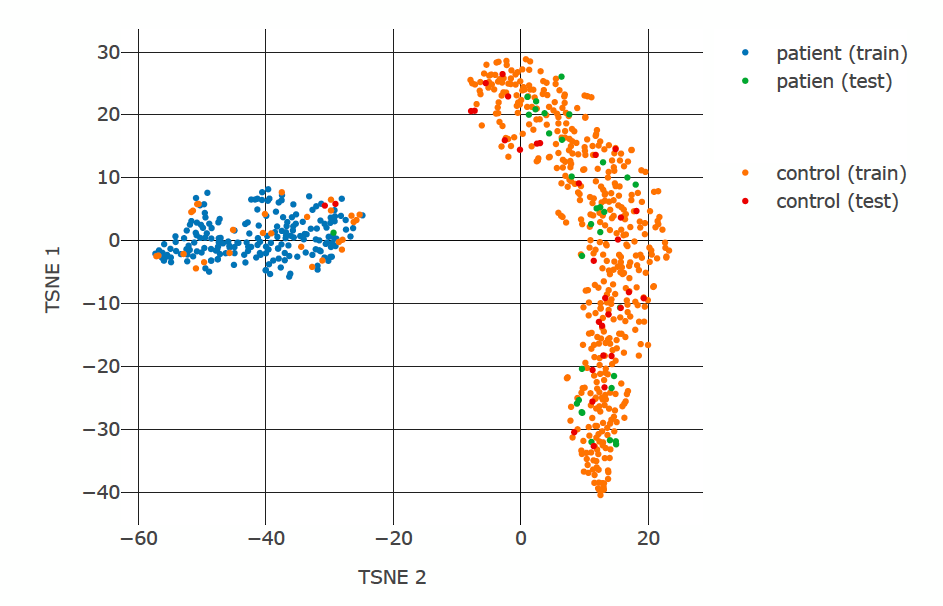 30
20
10
0
−10
−20
−30
−40
−60
−40
−20
0
20
TSNE 1
TSNE 2
patient (train)
patien (test)
control (train)
control (test)